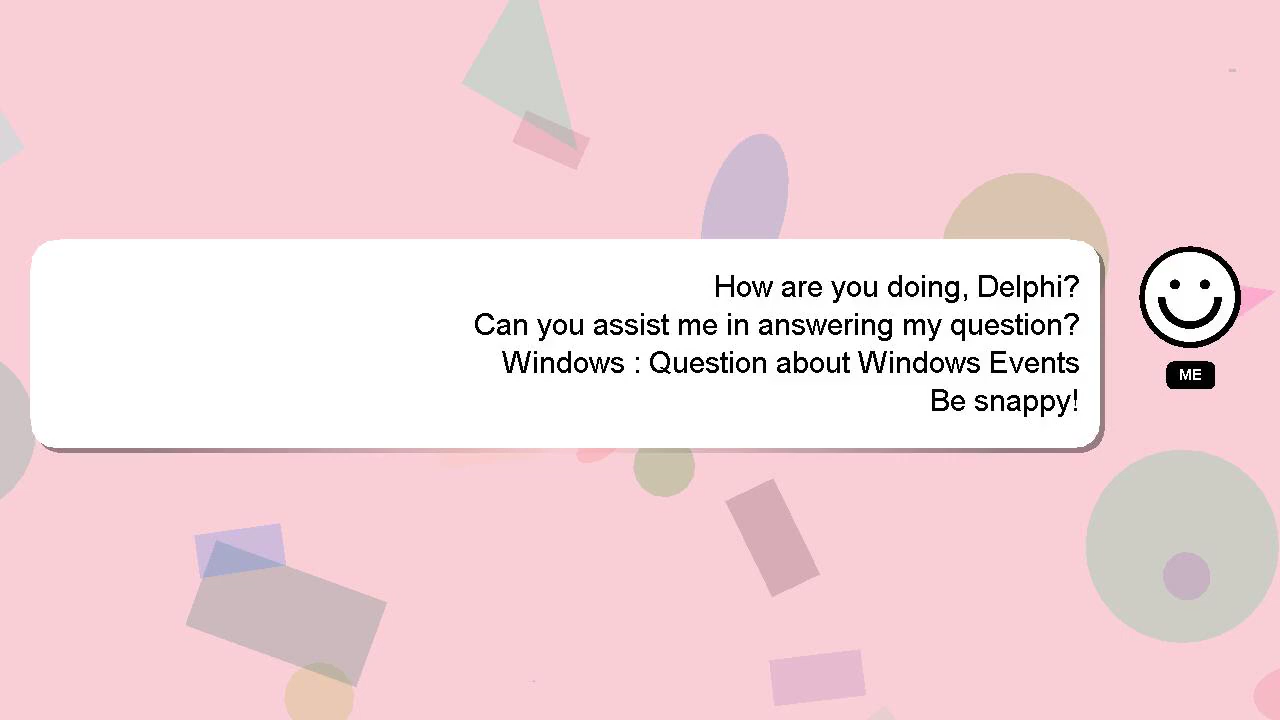 How are you doing, Delphi?
Can you assist me in answering my question?
Windows : Question about Windows Events
Be snappy!
ME